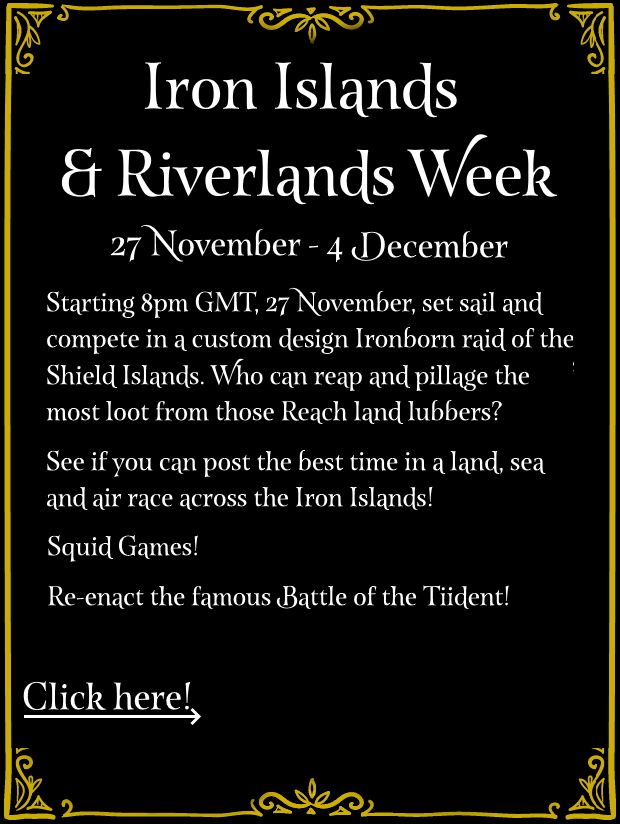 Iron Islands
& Riverlands Week
27 November - 4 December
Starting 8pm GMT, 27 November, set sail and
compete in a custom design Ironborn raid of the
Shield Islands. Who can reap and pillage the
most loot from those Reach land lubbers?
See if you can post the best time in a land, sea
and air race across the Iron Islands!
Squid Games!
Re-enact the famous Battle of the Tiident!
Click here!